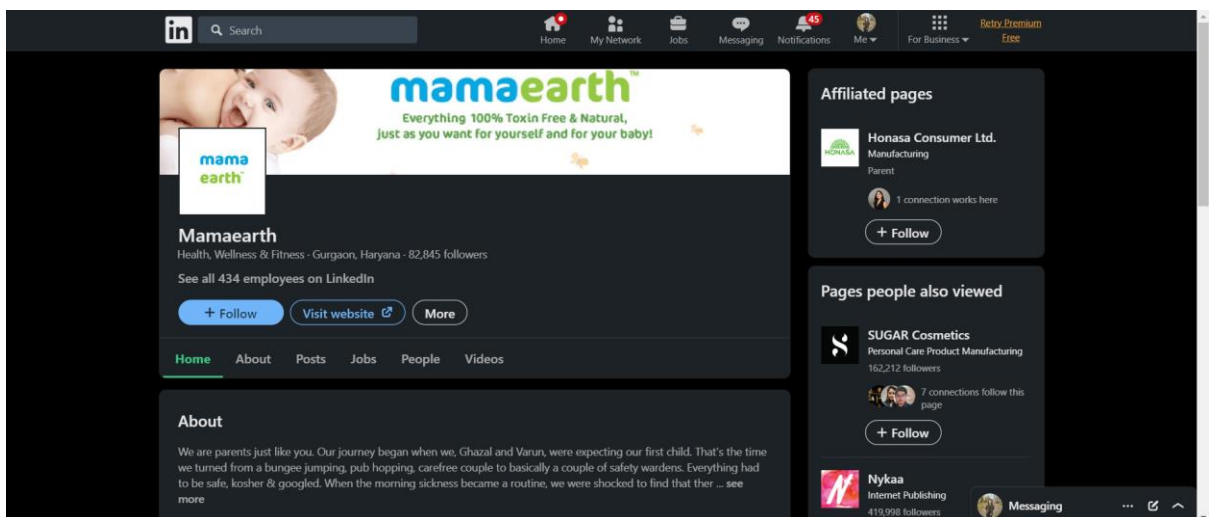 in
Search
Home
My Network
Jobs
Messaging
45
Notifications
Me
For Business
Retry Premium
Free
mamaearth™
Everything 100% Toxin Free & Natural,
just as you want for yourself and for your baby!
mama
earth™
Mamaearth
Health, Wellness & Fitness · Gurgaon, Haryana · 82,845 followers
See all 434 employees on LinkedIn
+ Follow
Visit website
More
Home
About
Posts
Jobs
People
Videos
About
We are parents just like you. Our journey began when we, Ghazal and Varun, were expecting our first child. That's the time
we turned from a bungee jumping, pub hopping, carefree couple to basically a couple of safety wardens. Everything had
to be safe, kosher & googled. When the morning sickness became a routine, we were shocked to find that ther ... see
more
Affiliated pages
HONASA
Honasa Consumer Ltd.
Manufacturing
Parent
1 connection works here
+ Follow
Pages people also viewed
SUGAR Cosmetics
Personal Care Product Manufacturing
162,212 followers
7 connections follow this
page
+ Follow
Nykaa
Internet Publishing
419,998 followers
Messaging